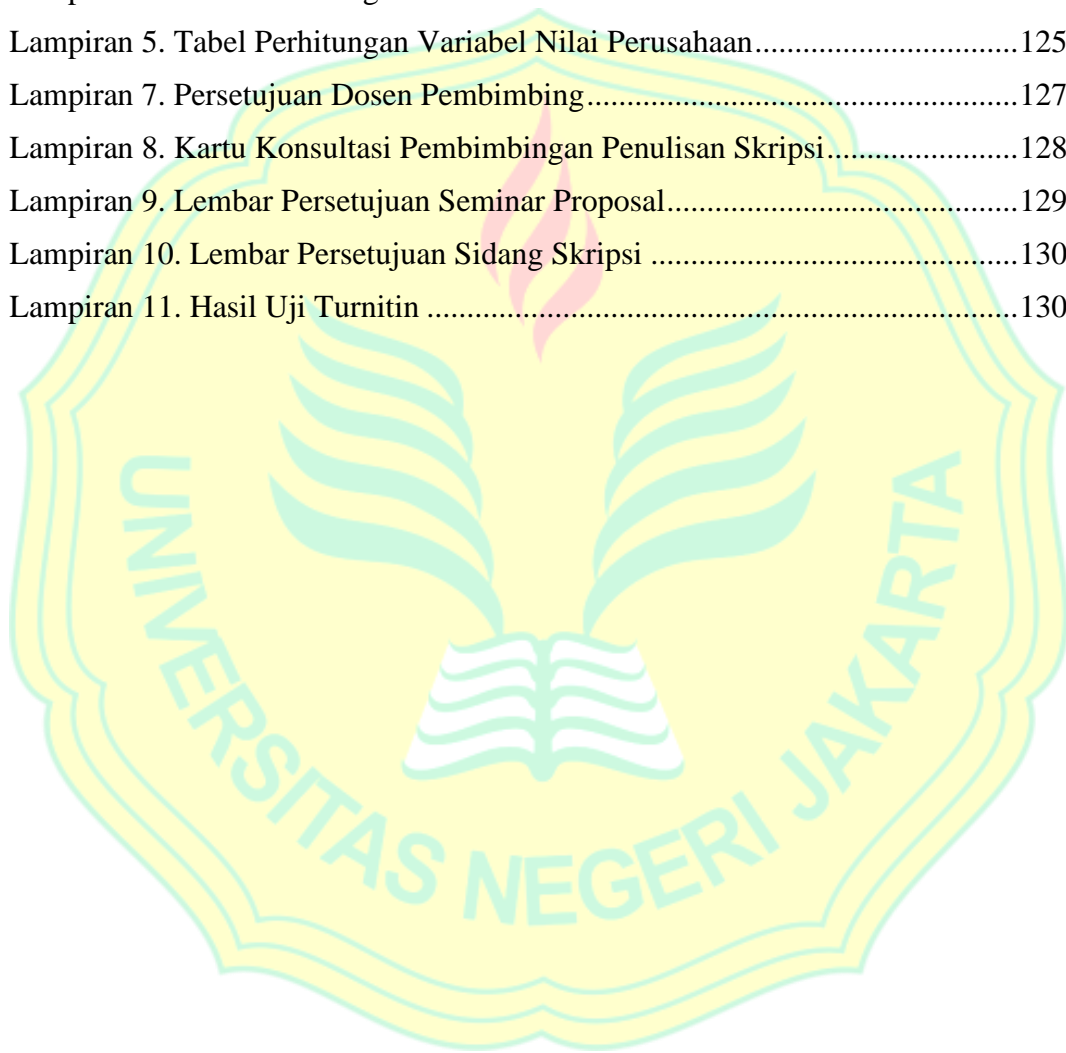 Lampiran 5. Tabel Perhitungan Variabel Nilai Perusahaan.................................125
Lampiran 7. Persetujuan Dosen Pembimbing......................................................127
Lampiran 8. Kartu Konsultasi Pembimbingan Penulisan Skripsi........................128
Lampiran 9. Lembar Persetujuan Seminar Proposal............................................129
Lampiran 10. Lembar Persetujuan Sidang Skripsi ..............................................130
Lampiran 11. Hasil Uji Turnitin ..........................................................................130
UNIVERSITAS NEGERI JAKARTA